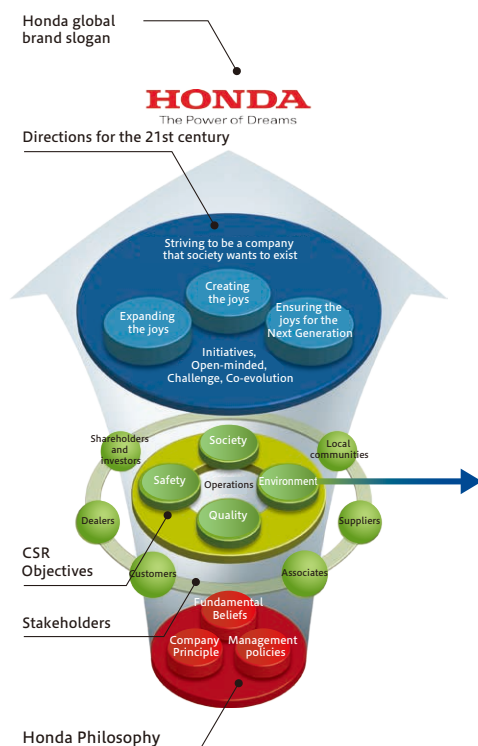 Honda global
brand slogan
HONDA
The Power of Dreams
Directions for the 21st century
Striving to be a company
that society wants to exist
Creating
the joys
Expanding
the joys
Ensuring the
joys for the
Next Generation
Initiatives,
Open-minded,
Challenge, Co-evolution
Shareholders
and
investors
Society
Local
communities
Safety
Operations
Environment
Quality
Dealers
Suppliers
CSR
Objectives
Customers
Associates
Stakeholders
Fundamental
Beliefs
Company
Principle
Management
policies
Honda Philosophy